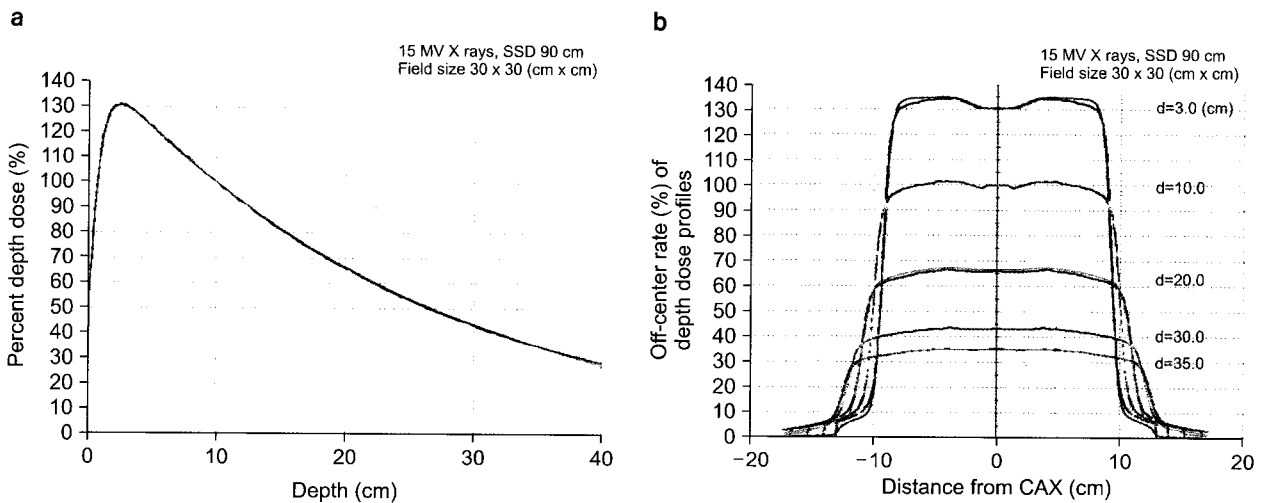 a
15 MV X rays, SSD 90 cm
Field size 30 x 30 (cm x cm)
Percent depth dose (%)
140
130
120
110
100
90
80
70
60
50
40
30
20
10
0
0 10 20 30 40
Depth (cm)
b
15 MV X rays, SSD 90 cm
Field size 30 x 30 (cm x cm)
Off-center rate (%) of
depth dose profiles
140
130
120
110
100
90
80
70
60
50
40
30
20
10
0
d=3.0 (cm)
d=10.0
d=20.0
d=30.0
d=35.0
−20 −10 0 10 20
Distance from CAX (cm)